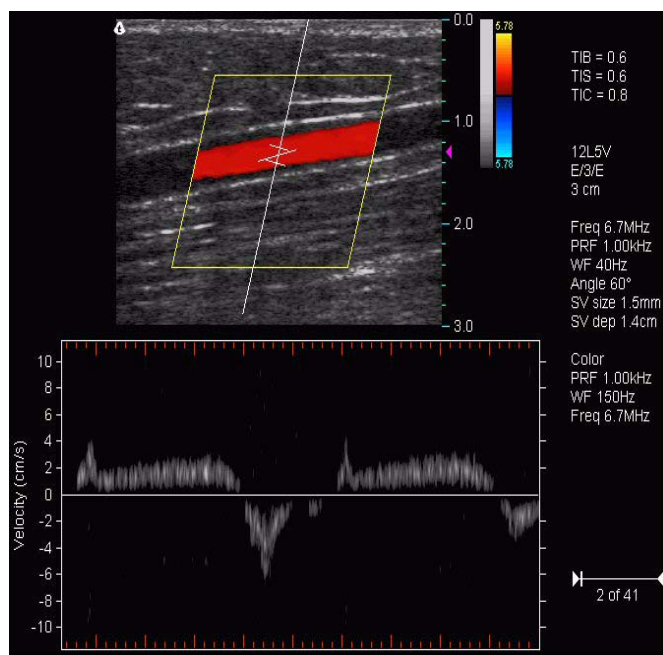 0.0
5.78
1.0
5.78
2.0
3.0
TIB = 0.6
TIS = 0.6
TIC = 0.8
12L5V
E/3/E
3 cm
Freq 6.7MHz
PRF 1.00kHz
WF 40Hz
Angle 60°
SV size 1.5mm
SV dep 1.4cm
Color
PRF 1.00kHz
WF 150Hz
Freq 6.7MHz
Velocity (cm/s)
10
8
6
4
2
0
-2
-4
-6
-8
-10
2 of 41